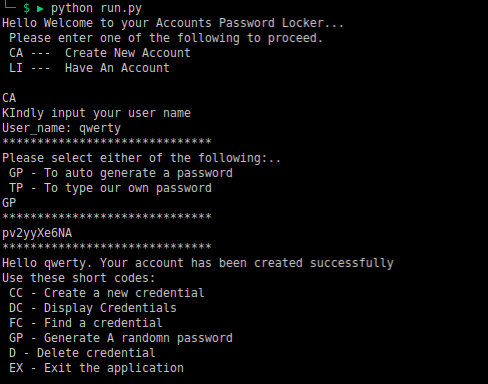 $ ▶ python run.py
Hello Welcome to your Accounts Password Locker...
Please enter one of the following to proceed.
CA ---  Create New Account
LI ---  Have An Account
CA
KIndly input your user name
User_name: qwerty
******************************
Please select either of the following:..
GP - To auto generate a password
TP - To type our own password
GP
******************************
pv2yyXe6NA
******************************
Hello qwerty. Your account has been created successfully
Use these short codes:
CC - Create a new credential
DC - Display Credentials
FC - Find a credential
GP - Generate A randomn password
D - Delete credential
EX - Exit the application